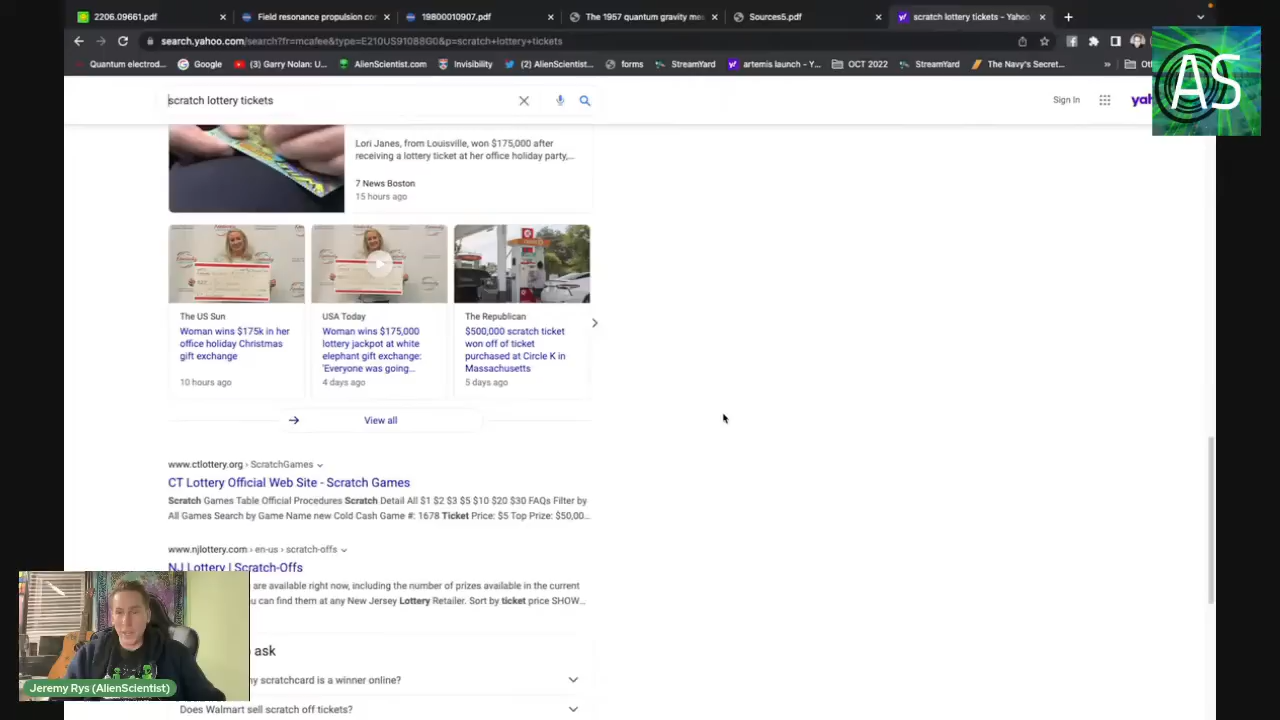 2206.09661.pdf
Field resonance propulsion co
19800010907.pdf
The 1957 quantum gravity me
Sources5.pdf
scratch lottery tickets - Yahoo
search.yahoo.com/search?fr=mcafee&type=E210US91088G0&p=scratch+lottery+tickets
Quantum electrod...
Google
(3) Garry Nolan: U...
AlienScientist.com
Invisibility
(2) AlienScientist...
forms
StreamYard
artemis launch - Y...
OCT 2022
StreamYard
The Navy's Secret...
AS
scratch lottery tickets
Sign In
Lori Janes, from Louisville, won $175,000 after
receiving a lottery ticket at her office holiday party,...
7 News Boston
15 hours ago
The US Sun
Woman wins $175k in her
office holiday Christmas
gift exchange
10 hours ago
USA Today
Woman wins $175,000
lottery jackpot at white
elephant gift exchange:
'Everyone was going...
4 days ago
The Republican
$500,000 scratch ticket
won off of ticket
purchased at Circle K in
Massachusetts
5 days ago
View all
www.ctlottery.org › ScratchGames
CT Lottery Official Web Site - Scratch Games
Scratch Games Table Official Procedures Scratch Detail All $1 $2 $3 $5 $10 $20 $30 FAQs Filter by
All Games Search by Game Name new Cold Cash Game #: 1678 Ticket Price: $5 Top Prize: $50,00...
www.njlottery.com › en-us › scratch-offs
NJ Lottery | Scratch-Offs
are available right now, including the number of prizes available in the current
can find them at any New Jersey Lottery Retailer. Sort by ticket price SHOW...
ask
scratchcard is a winner online?
Does Walmart sell scratch off tickets?
Jeremy Rys (AlienScientist)